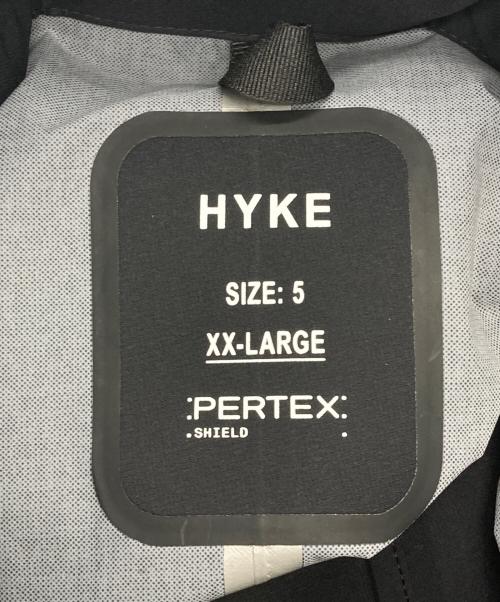 HYKE
SIZE: 5
XX-LARGE
:PERTEX:
.SHIELD .